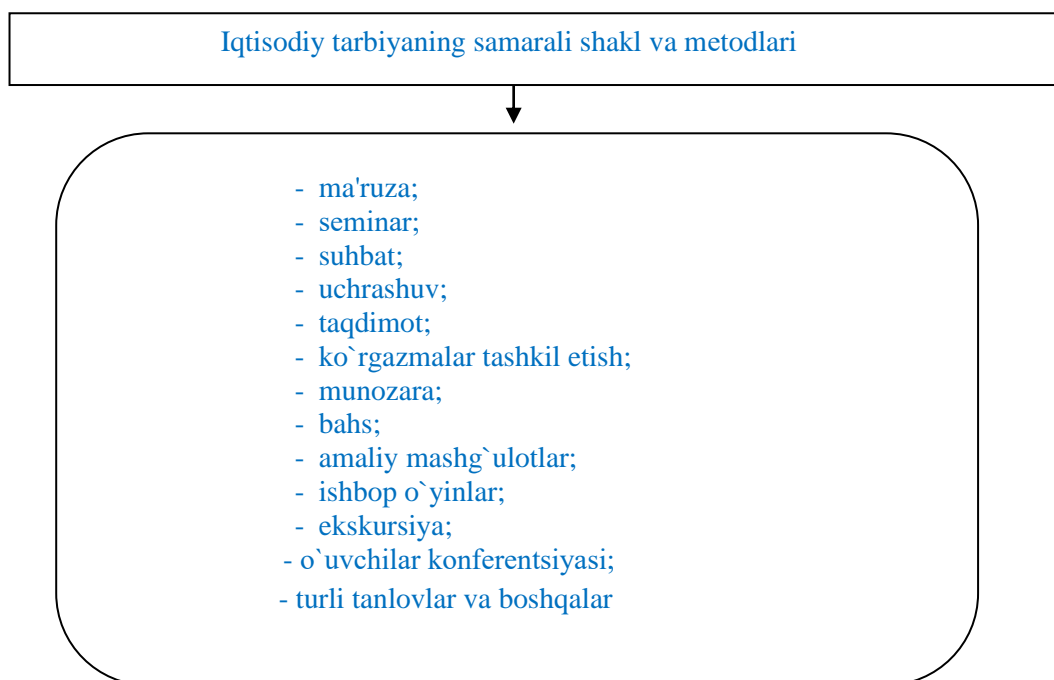 Iqtisodiy tarbiyaning samarali shakl va metodlari
- ma'ruza;
- seminar;
- suhbat;
- uchrashuv;
- taqdimot;
- ko`rgazmalar tashkil etish;
- munozara;
- bahs;
- amaliy mashg`ulotlar;
- ishbop o`yinlar;
- ekskursiya;
- o`uvchilar konferentsiyasi;
- turli tanlovlar va boshqalar